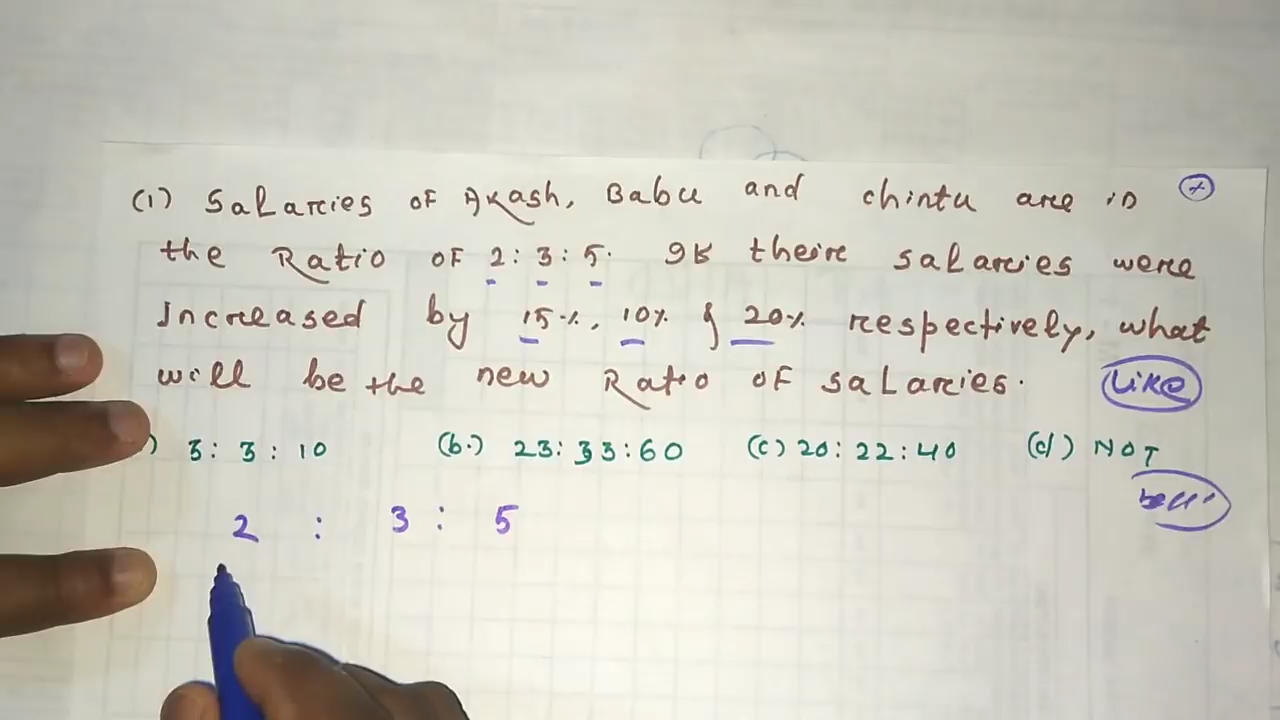 (1) Salaries of Akash, Babu and chintu are in
the Ratio of 2:3:5. If their salaries were
Increased by 15%, 10% & 20% respectively, what
will be the new Ratio of salaries.
Like
) 3:3:10 (b.) 23:33:60 (c) 20:22:40 (d) NOT
2 : 3 : 5